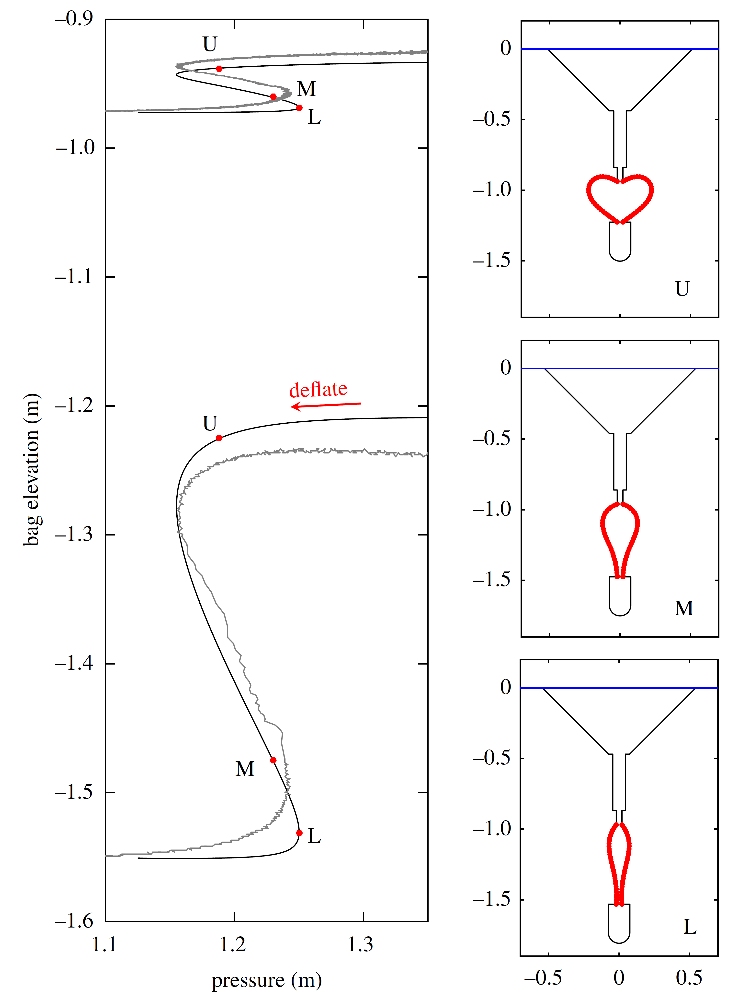 –0.9
U
M
L
–1.0
–1.1
deflate
–1.2
U
–1.3
–1.4
M
–1.5
L
–1.6
1.1 1.2 1.3
bag elevation (m)
pressure (m)
0
–0.5
–1.0
–1.5
U
0
–0.5
–1.0
–1.5
M
0
–0.5
–1.0
–1.5
L
–0.5 0 0.5